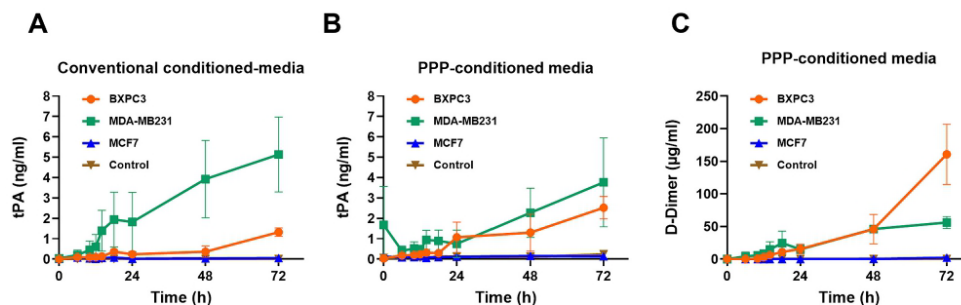 A
Conventional conditioned-media
BXPC3
MDA-MB231
MCF7
Control
tPA (ng/ml)
8
7
6
5
4
3
2
1
0
0 24 48 72
Time (h)
B
PPP-conditioned media
BXPC3
MDA-MB231
MCF7
Control
tPA (ng/ml)
8
7
6
5
4
3
2
1
0
0 24 48 72
Time (h)
C
PPP-conditioned media
BXPC3
MDA-MB231
MCF7
Control
D-Dimer (µg/ml)
250
200
150
100
50
0
0 24 48 72
Time (h)